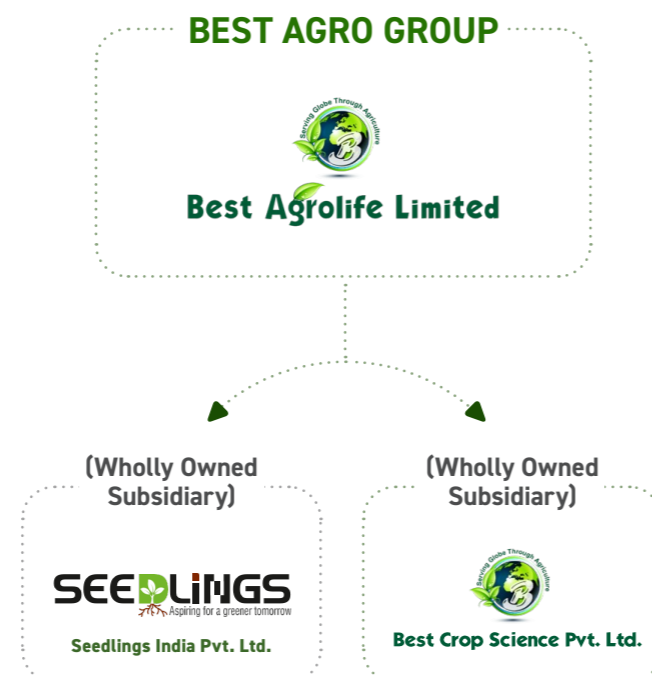 BEST AGRO GROUP
Serving Globe Through Agriculture
B
Best Agrolife Limited
(Wholly Owned
Subsidiary)
SEEDLiNGS
Aspiring for a greener tomorrow
Seedlings India Pvt. Ltd.
(Wholly Owned
Subsidiary)
Serving Globe Through Agriculture
B
Best Crop Science Pvt. Ltd.